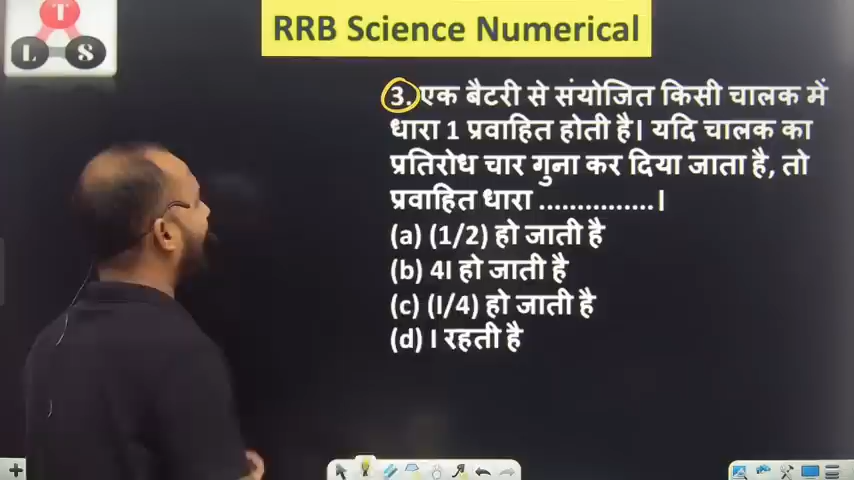 T
L S
RRB Science Numerical
3. एक बैटरी से संयोजित किसी चालक में
धारा 1 प्रवाहित होती है। यदि चालक का
प्रतिरोध चार गुना कर दिया जाता है, तो
प्रवाहित धारा ...............।
(a) (1/2) हो जाती है
(b) 4I हो जाती है
(c) (I/4) हो जाती है
(d) I रहती है